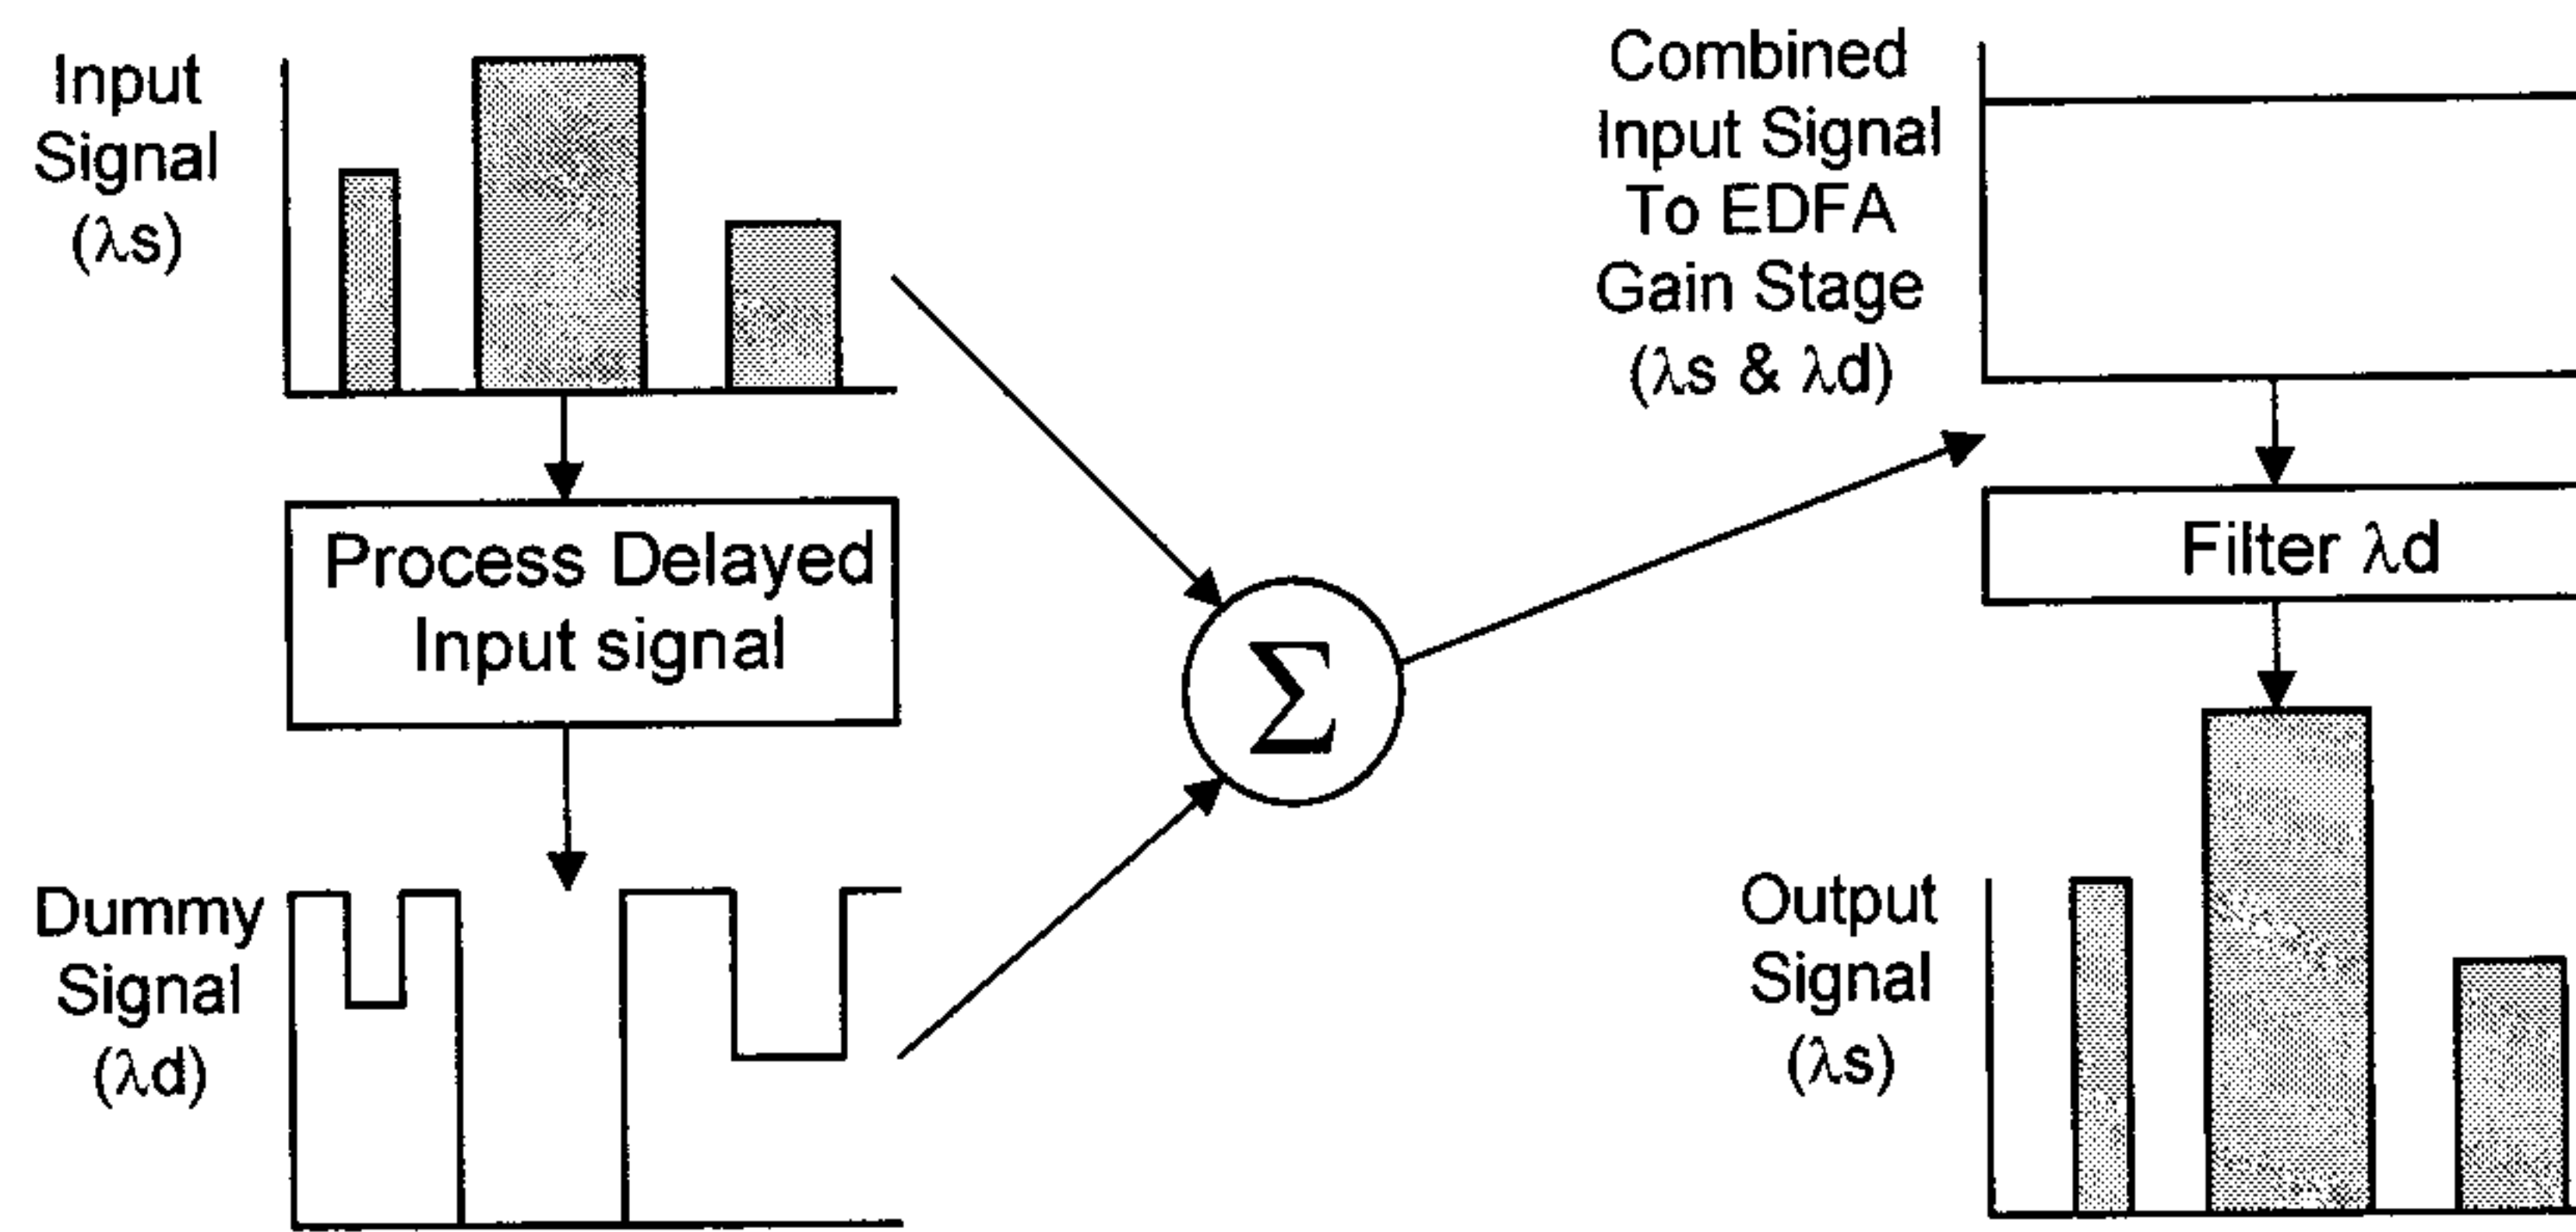 Input
Signal
(λs)
Process Delayed
Input signal
Dummy
Signal
(λd)
Σ
Combined
Input Signal
To EDFA
Gain Stage
(λs & λd)
Filter λd
Output
Signal
(λs)